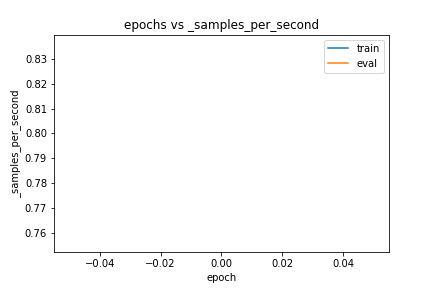 epochs vs _samples_per_second
train
eval
0.83
0.82
0.81
0.80
0.79
0.78
0.77
0.76
_samples_per_second
−0.04 −0.02 0.00 0.02 0.04
epoch